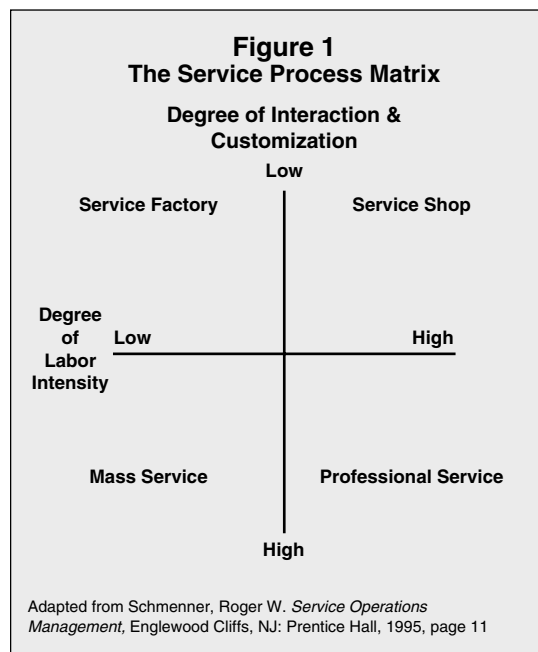 Figure 1
The Service Process Matrix
Degree of Interaction &
Customization
Low
Service Factory
Service Shop
Degree
of
Labor
Intensity
Low
High
Mass Service
Professional Service
High
Adapted from Schmenner, Roger W. Service Operations
Management, Englewood Cliffs, NJ: Prentice Hall, 1995, page 11